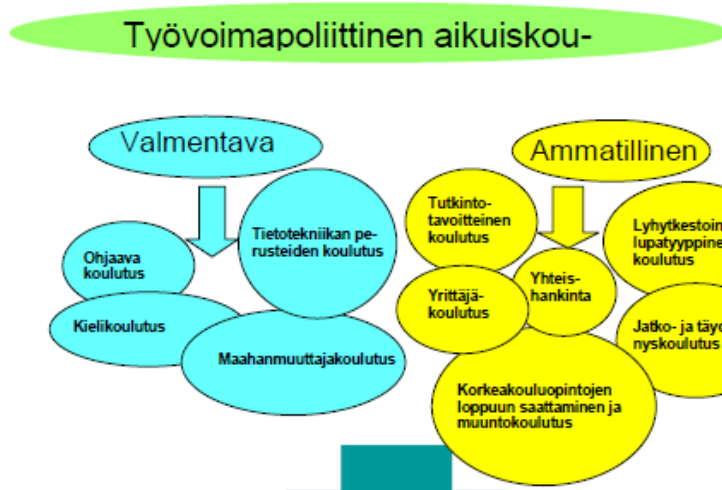 Työvoimapoliittinen aikuiskou-
Valmentava
Ammatillinen
Ohjaava
koulutus
Tietotekniikan pe-
rusteiden koulutus
Kielikoulutus
Maahanmuuttajakoulutus
Tutkinto-
tavoitteinen
koulutus
Lyhytkestoin
lupatyyppine
koulutus
Yrittäjä-
koulutus
Yhteis-
hankinta
Jatko- ja täyd
nyskoulutus
Korkeakouluopintojen
loppuun saattaminen ja
muuntokoulutus